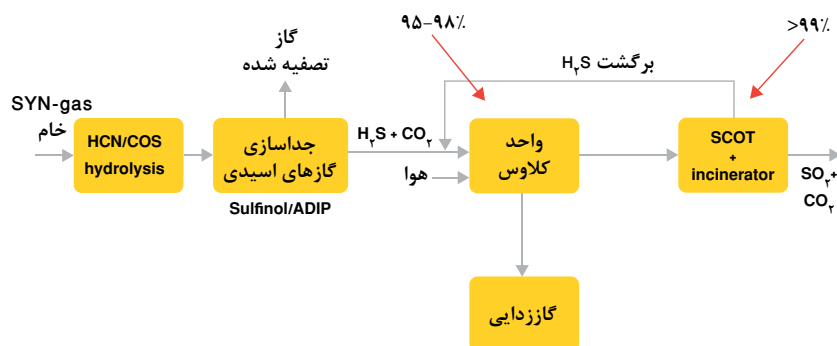 ۹۵-۹۸٪
>۹۹٪
گاز
تصفیه شده
برگشت H₂S
SYN-gas
خام
HCN/COS
hydrolysis
جداسازی
گازهای اسیدی
Sulfinol/ADIP
H₂S + CO₂
هوا
واحد
کلاوس
SCOT
+
incinerator
SO₂+
CO₂
گاززدایی